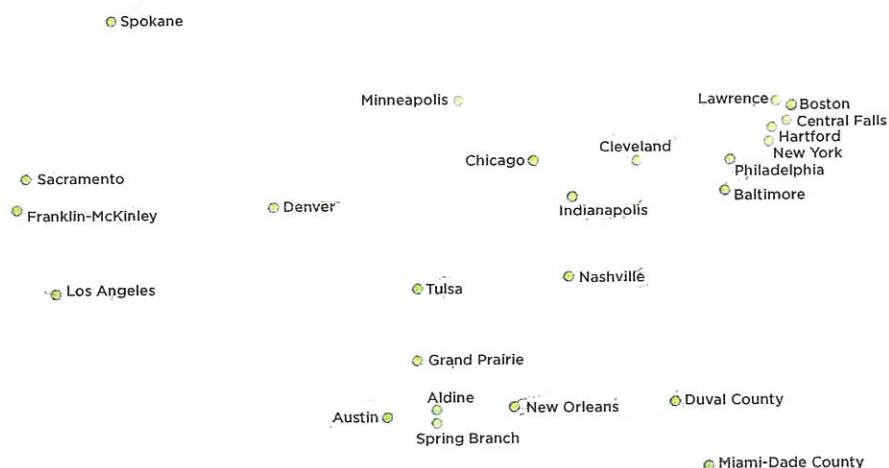 Spokane
Minneapolis
Lawrence
Boston
Central Falls
Hartford
New York
Cleveland
Chicago
Philadelphia
Sacramento
Baltimore
Franklin-McKinley
Denver
Indianapolis
Nashville
Los Angeles
Tulsa
Grand Prairie
Aldine
Duval County
New Orleans
Austin
Spring Branch
Miami-Dade County